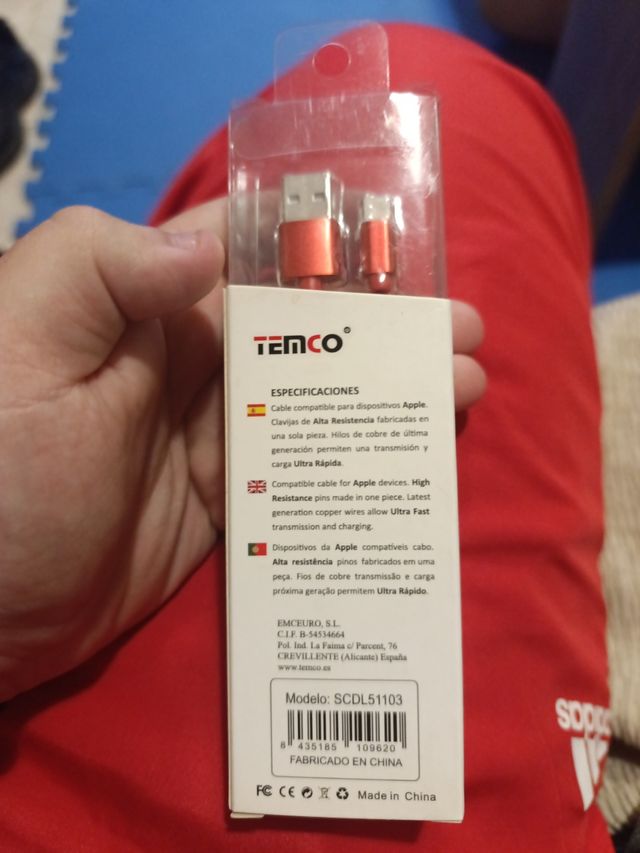 TEMCO®
ESPECIFICACIONES
Cable compatible para dispositivos Apple.
Clavijas de Alta Resistencia fabricadas en
una sola pieza. Hilos de cobre de última
generación permiten una transmisión y
carga Ultra Rápida.
Compatible cable for Apple devices. High
Resistance pins made in one piece. Latest
generation copper wires allow Ultra Fast
transmission and charging.
Dispositivos da Apple compatíveis cabo.
Alta resistência pinos fabricados em uma
peça. Fios de cobre transmissão e carga
próxima geração permitem Ultra Rápido.
EMCEURO, S.L.
C.I.F. B-54534664
Pol. Ind. La Faima c/ Parcent, 76
CREVILLENTE (Alicante) España
www.temco.es
Modelo: SCDL51103
8 435185 109620
FABRICADO EN CHINA
FC CE Made in China
adidas